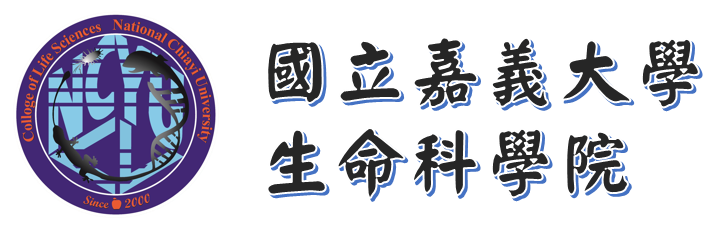 Colloge of Life Sciences National Chiayi University
NCYU
Since 2000
國立嘉義大學
生命科學院